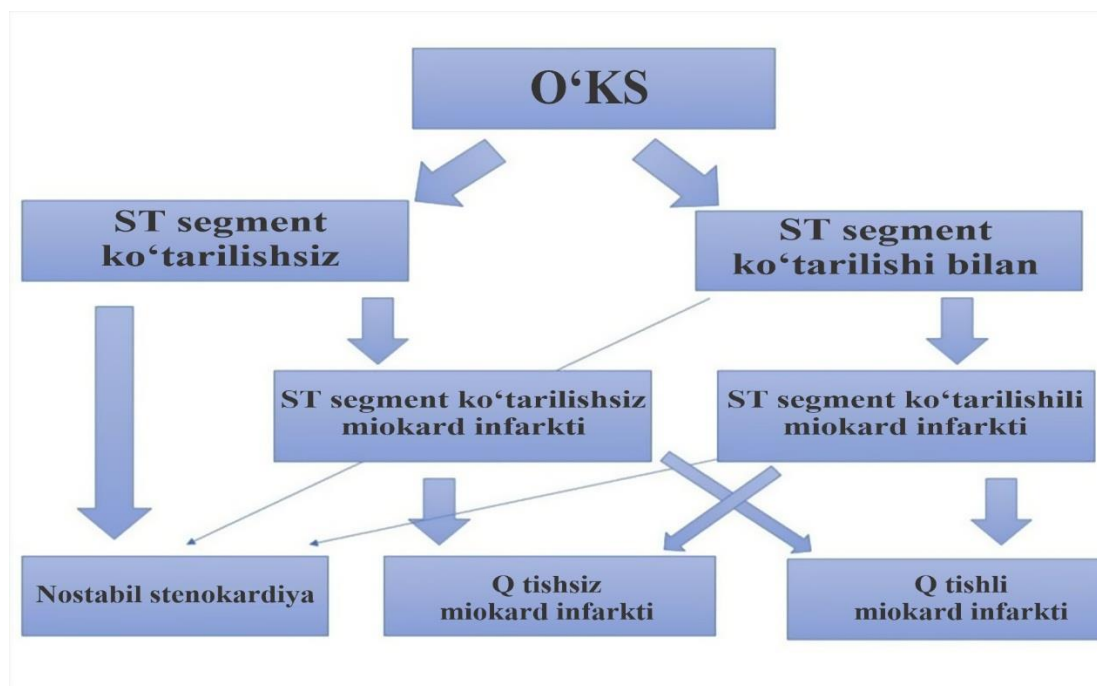 O‘KS
ST segment
ko‘tarilishsiz
ST segment
ko‘tarilishi bilan
ST segment ko‘tarilishsiz
miokard infarkti
ST segment ko‘tarilishili
miokard infarkti
Nostabil stenokardiya
Q tishsiz
miokard infarkti
Q tishli
miokard infarkti